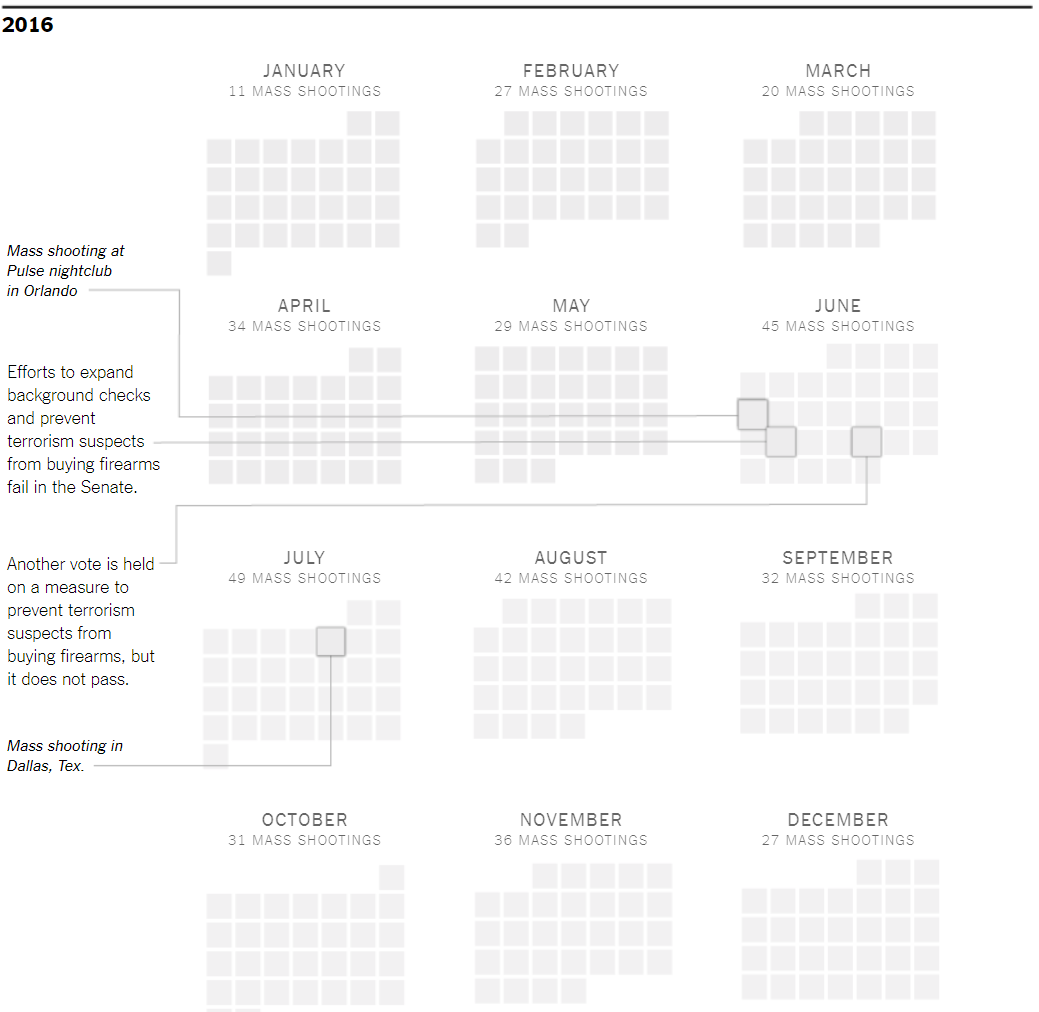 2016
JANUARY
11 MASS SHOOTINGS
FEBRUARY
27 MASS SHOOTINGS
MARCH
20 MASS SHOOTINGS
Mass shooting at
Pulse nightclub
in Orlando
APRIL
34 MASS SHOOTINGS
MAY
29 MASS SHOOTINGS
JUNE
45 MASS SHOOTINGS
Efforts to expand
background checks
and prevent
terrorism suspects
from buying firearms
fail in the Senate.
Another vote is held
on a measure to
prevent terrorism
suspects from
buying firearms, but
it does not pass.
JULY
49 MASS SHOOTINGS
AUGUST
42 MASS SHOOTINGS
SEPTEMBER
32 MASS SHOOTINGS
Mass shooting in
Dallas, Tex.
OCTOBER
31 MASS SHOOTINGS
NOVEMBER
36 MASS SHOOTINGS
DECEMBER
27 MASS SHOOTINGS